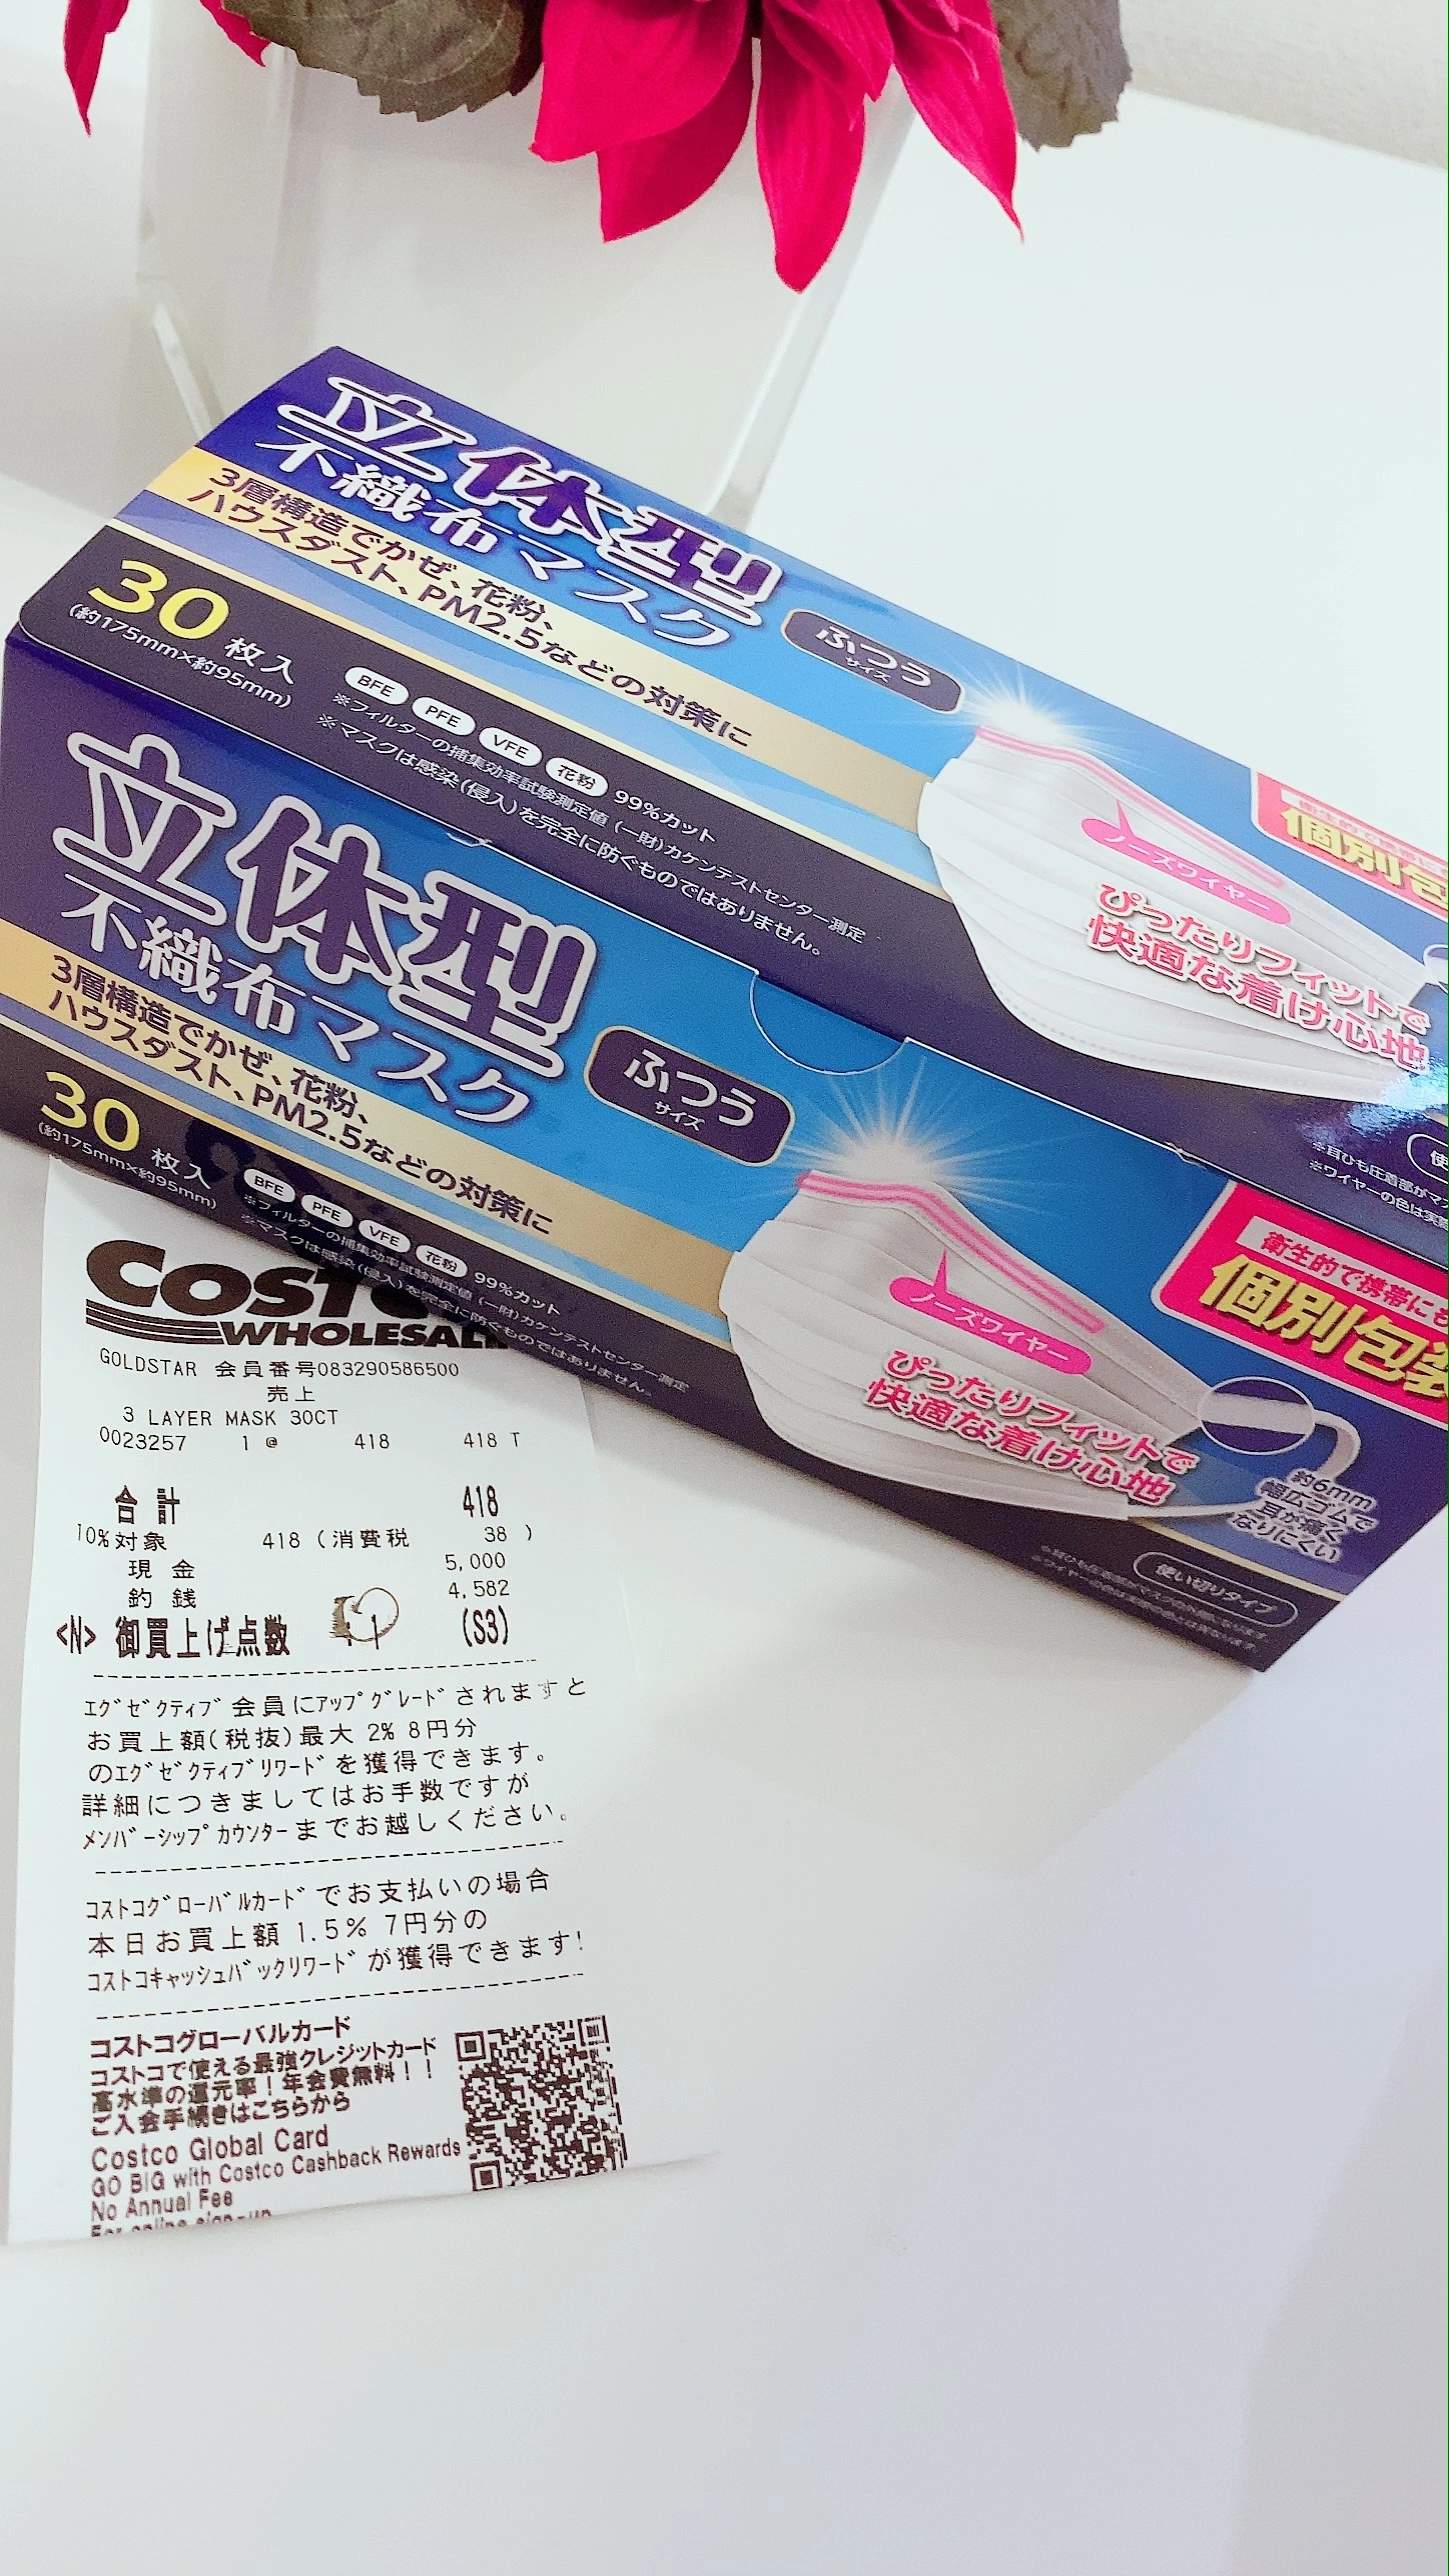 立体型
不織布マスク
3層構造でかぜ、花粉、
ハウスダスト、PM2.5などの対策に
ふつう
サイズ
30枚入
(約175mm×約95mm)
BFE PFE VFE 花粉 99%カット
※フィルターの捕集効率試験測定値 (一財)カケンテストセンター測定
※マスクは感染(侵入)を完全に防ぐものではありません。
ノーズワイヤー
ぴったりフィットで
快適な着け心地
個別包
※耳ひも圧着部がマス
※ワイヤーの色は実
使
立体型
不織布マスク
3層構造でかぜ、花粉、
ハウスダスト、PM2.5などの対策に
ふつう
サイズ
30枚入
(約175mm×約95mm)
BFE PFE VFE 花粉 99%カット
※フィルターの捕集効率試験測定値 (一財)カケンテストセンター測定
※マスクは感染(侵入)を完全に防ぐものではありません。
ノーズワイヤー
ぴったりフィットで
快適な着け心地
衛生的で携帯にも
個別包装
約6mm
幅広ゴムで
耳が痛く
なりにくい
使い切りタイプ
COSTC
WHOLESAL
GOLDSTAR 会員番号083290586500
売上
3 LAYER MASK 30CT
0023257 1 @ 418 418 T
合計 418
10%対象 418 (消費税 38 )
現金 5,000
釣銭 4,582
<N> 御買上げ点数 1 (S3)
ｴｸﾞｾﾞｸﾃｨﾌﾞ会員にｱｯﾌﾟｸﾞﾚｰﾄﾞされますと
お買上額(税抜)最大 2% 8円分
のｴｸﾞｾﾞｸﾃｨﾌﾞﾘﾜｰﾄﾞを獲得できます。
詳細につきましてはお手数ですが
ﾒﾝﾊﾞｰｼｯﾌﾟｶｳﾝﾀｰまでお越しください。
ｺｽﾄｺｸﾞﾛｰﾊﾞﾙｶｰﾄﾞでお支払いの場合
本日お買上額 1.5% 7円分の
ｺｽﾄｺｷｬｯｼｭﾊﾞｯｸﾘﾜｰﾄﾞが獲得できます!
コストコグローバルカード
コストコで使える最強クレジットカード
高水準の還元率!年会費無料!!
ご入会手続きはこちらから
Costco Global Card
GO BIG with Costco Cashback Rewards
No Annual Fee
For online sign-up